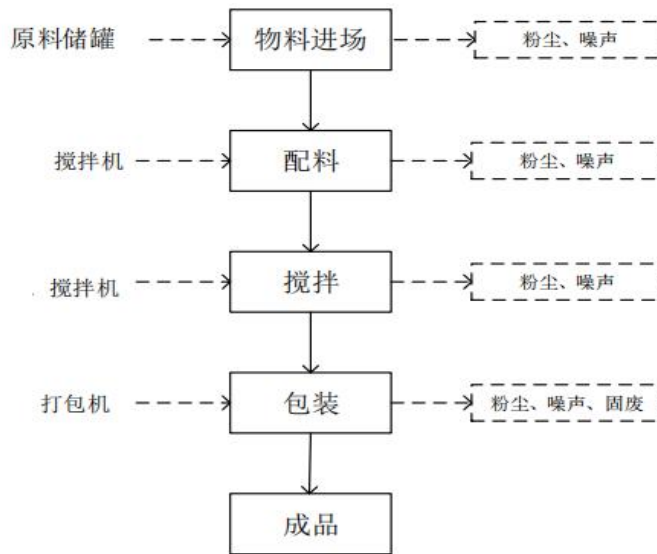 原料储罐 物料进场 粉尘、噪声
搅拌机 配料 粉尘、噪声
搅拌机 搅拌 粉尘、噪声
打包机 包装 粉尘、噪声、固废
成品